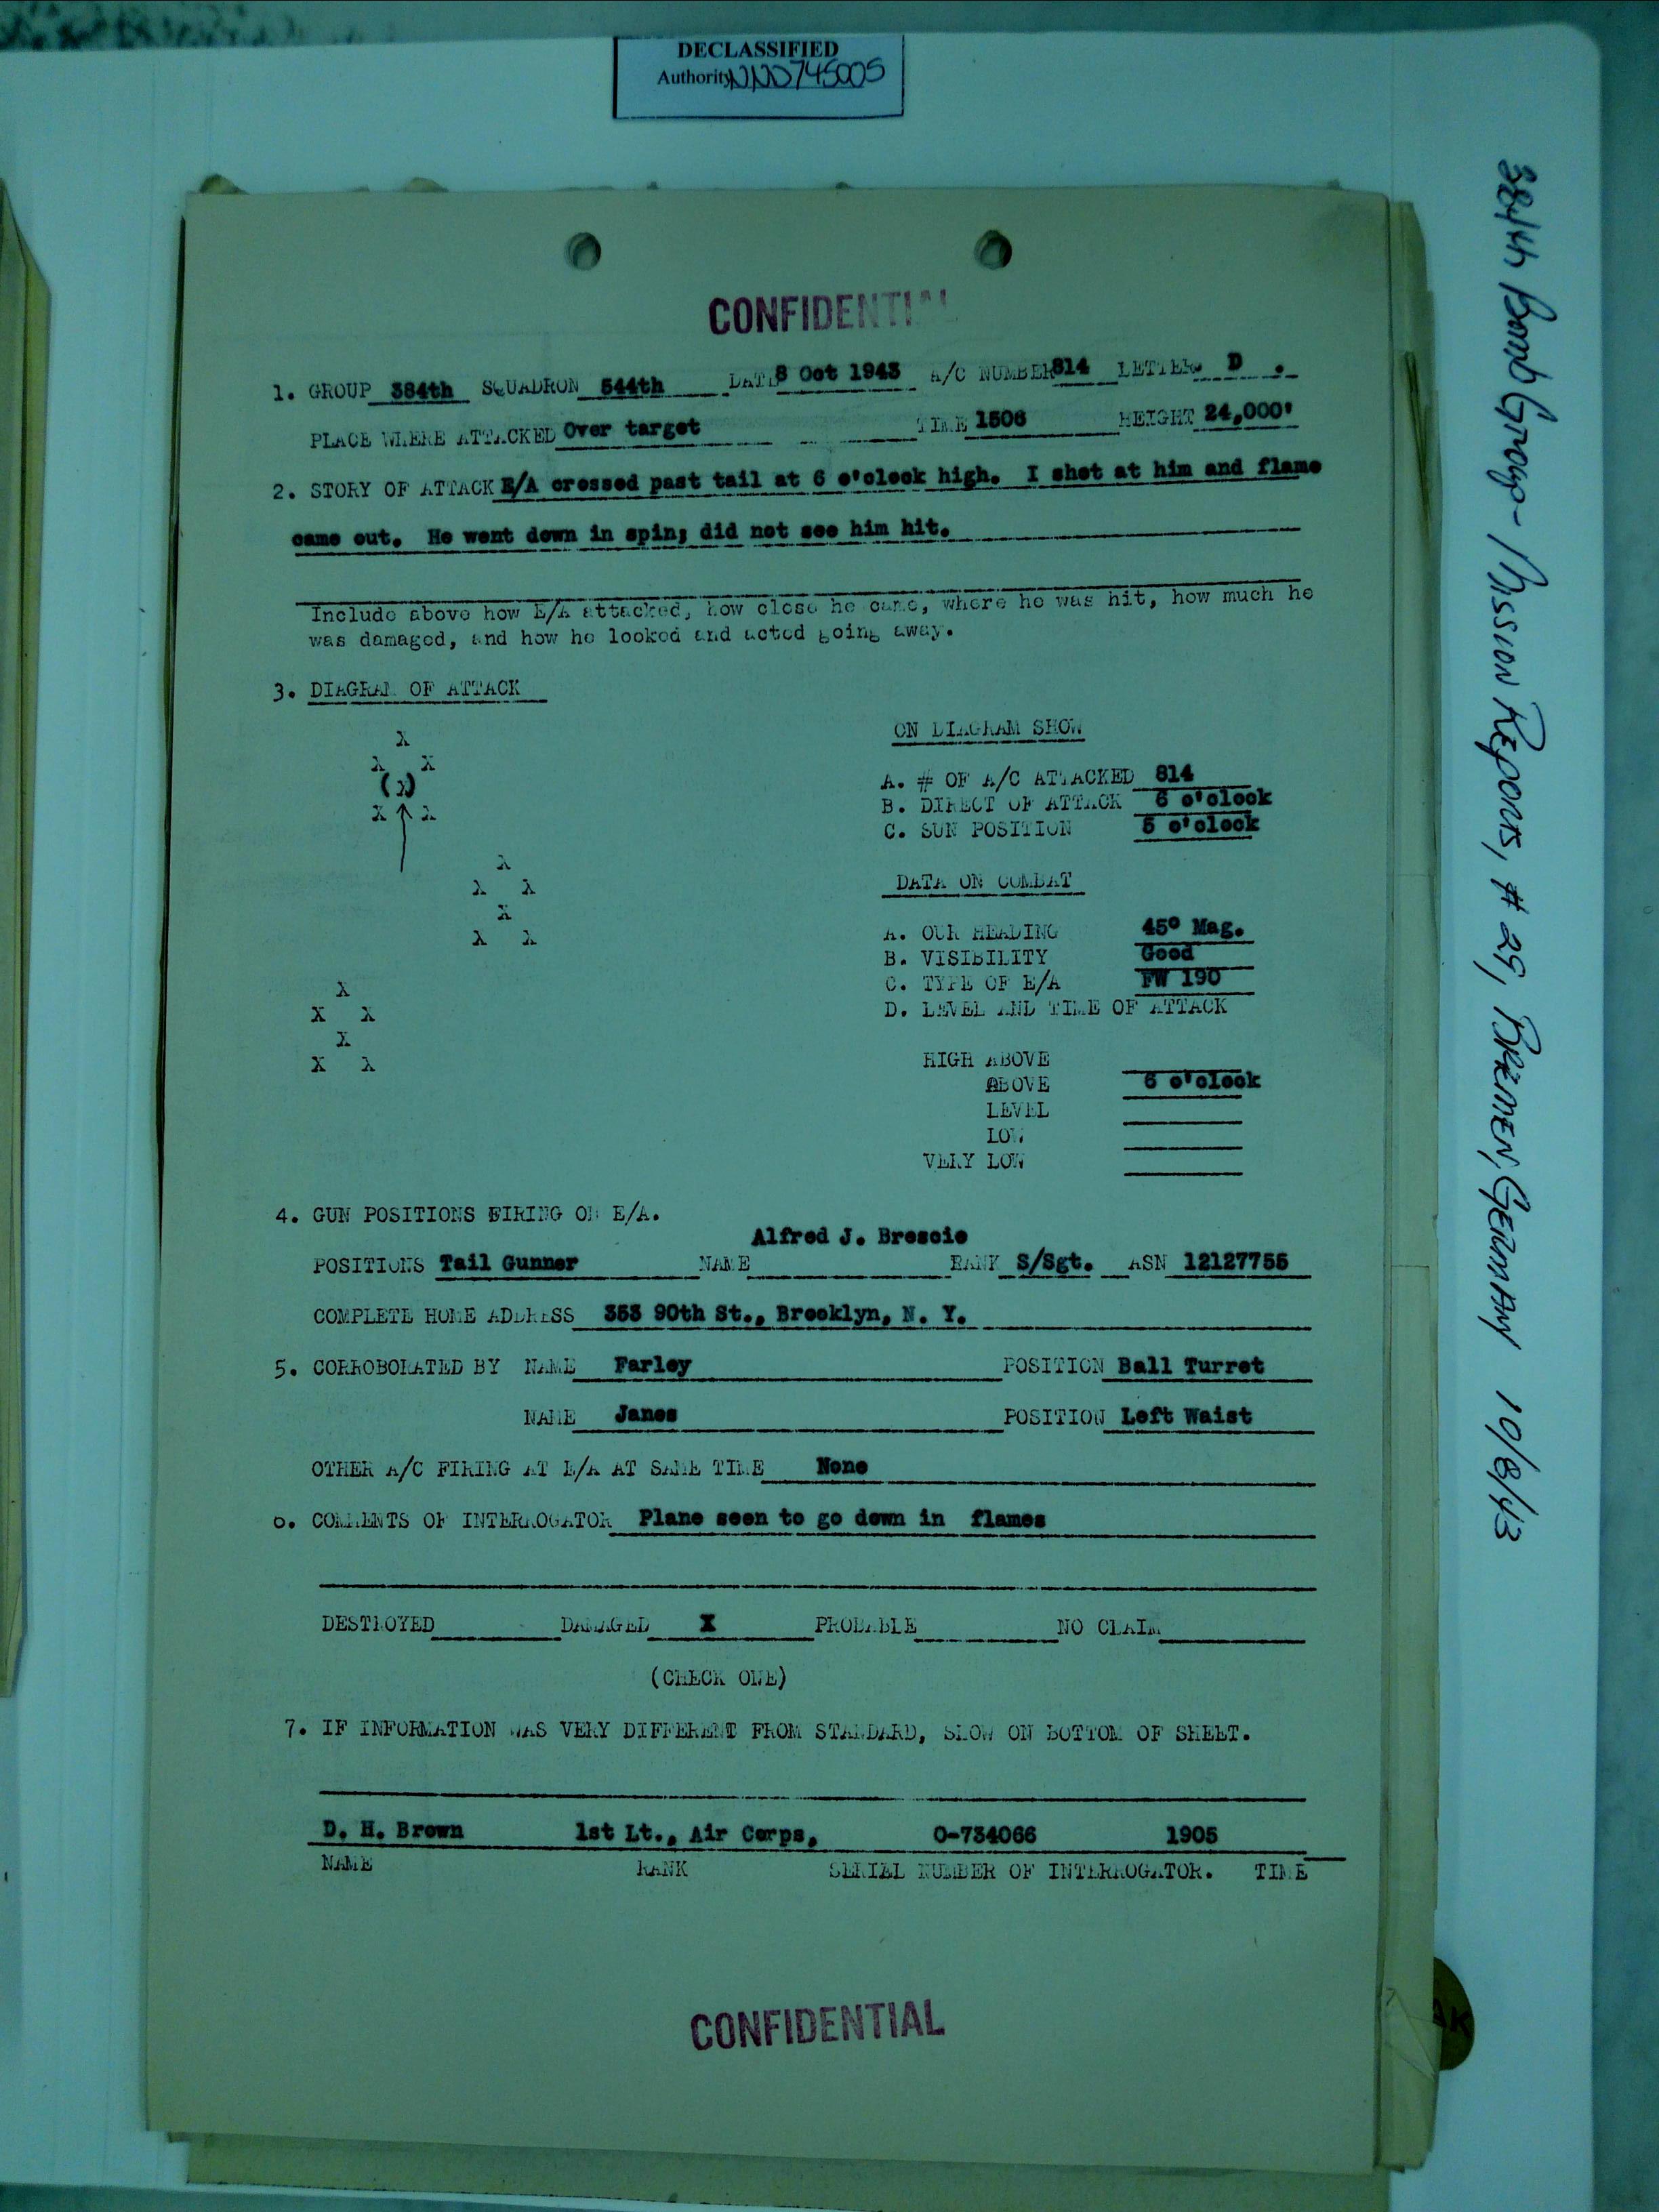 DECLASSIFIED
Authority NND745005
CONFIDENTIAL
1. GROUP 384th SQUADRON 544th DATE 8 Oct 1943 A/C NUMBER 814 LETTER. D .
PLACE WHERE ATTACKED Over target TIME 1506 HEIGHT 24,000'
2. STORY OF ATTACK E/A crossed past tail at 6 o'clock high. I shot at him and flame
came out. He went down in spin; did not see him hit.
Include above how E/A attacked, how close he came, where he was hit, how much he
was damaged, and how he looked and acted going away.
3. DIAGRAM OF ATTACK
X
X X
(X)
X X
X
X X
X
X X
X
X X
X
X X
ON DIAGRAM SHOW
A. # OF A/C ATTACKED 814
B. DIRECT OF ATTACK 6 o'clock
C. SUN POSITION 5 o'clock
DATA ON COMBAT
A. OUR HEADING 45° Mag.
B. VISIBILITY Good
C. TYPE OF E/A FW 190
D. LEVEL AND TIME OF ATTACK
HIGH ABOVE
ABOVE 6 o'clock
LEVEL
LOW
VERY LOW
4. GUN POSITIONS FIRING ON E/A.
Alfred J. Brescie
POSITIONS Tail Gunner NAME RANK S/Sgt. ASN 12127755
COMPLETE HOME ADDRESS 353 90th St., Brooklyn, N. Y.
5. CORROBORATED BY NAME Farley POSITION Ball Turret
NAME Janes POSITION Left Waist
OTHER A/C FIRING AT E/A AT SAME TIME None
6. COMMENTS OF INTERROGATOR Plane seen to go down in flames
DESTROYED DAMAGED X PROBABLE NO CLAIM
(CHECK ONE)
7. IF INFORMATION WAS VERY DIFFERENT FROM STANDARD, SHOW ON BOTTOM OF SHEET.
D. H. Brown 1st Lt., Air Corps, O-734066 1905
NAME RANK SERIAL NUMBER OF INTERROGATOR. TIME
CONFIDENTIAL
384th Bomb Group - Mission Reports, # 29, BREMEN, GERMANY 10/8/43